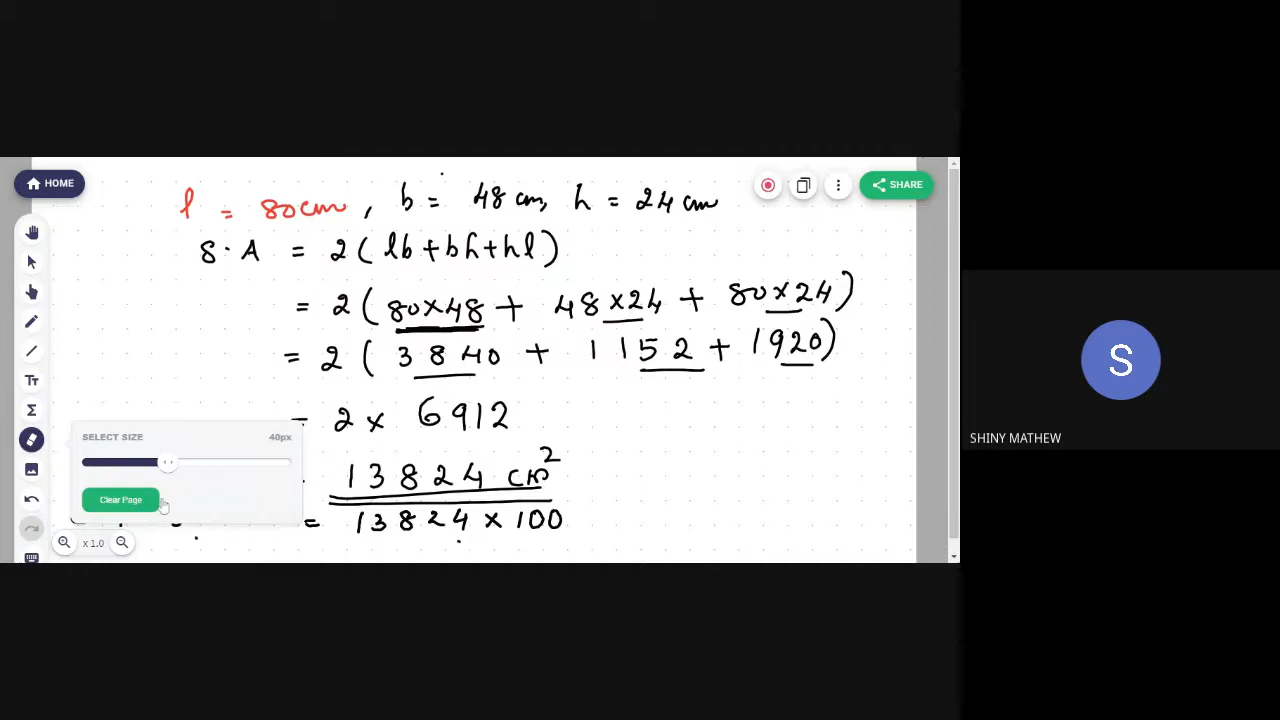 HOME
SHARE
l = 80cm, b = 48 cm, h = 24 cm
S.A = 2(lb+bh+hl)
= 2(80×48 + 48×24 + 80×24)
= 2(3840 + 1152 + 1920)
= 2 × 6912
SELECT SIZE 40px
13824 cm²
Clear Page
= 13824 × 100
x 1.0
Tт
Σ
S
SHINY MATHEW